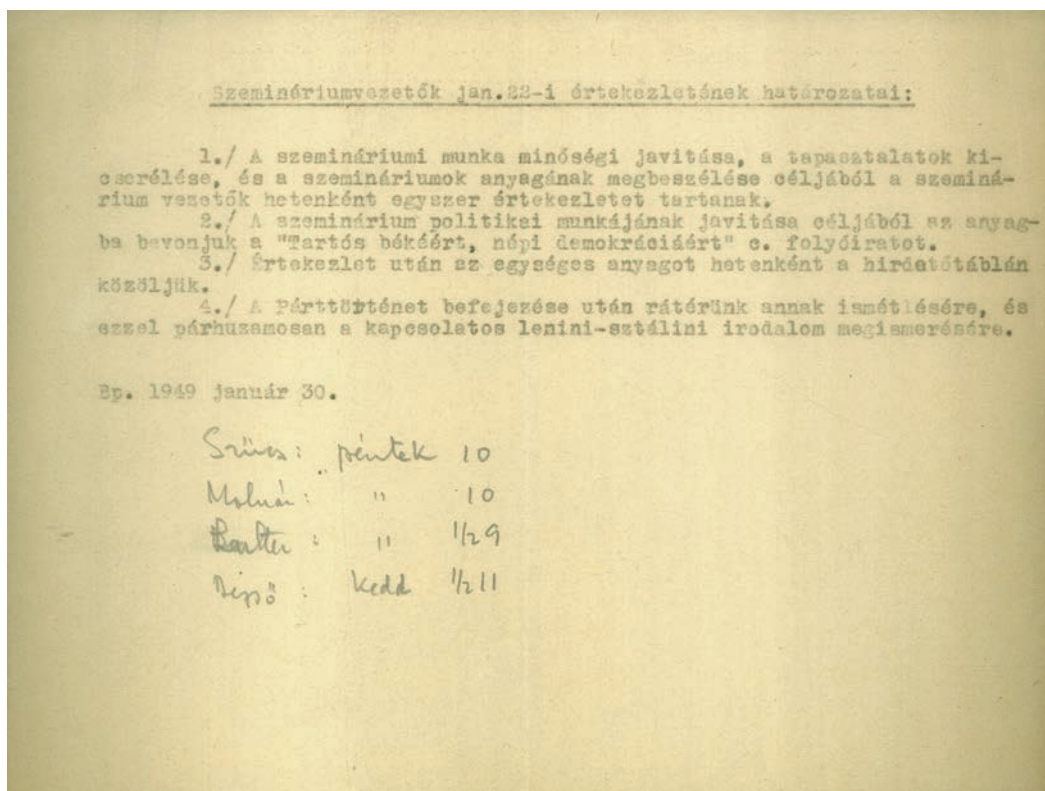 Szemináriumvezetők jan.22-i értekezletének határozatai:
1./ A szemináriumi munka minőségi javitása, a tapasztalatok ki-
cserélése, és a szemináriumok anyagának megbeszélése céljából a szeminá-
rium vezetők hetenként egyszer értekezletet tartanak.
2./ A szeminárium politikai munkájának javitása céljából az anyag-
ba bevonjuk a "Tartós békéért, népi demokráciáért" c. folyóiratot.
3./ Értekezlet után az egységes anyagot hetenként a hirdetőtáblán
közöljük.
4./ A Párttörténet befejezése után rátérünk annak ismétlésére, és
ezzel párhuzamosan a kapcsolatos lenini-sztálini irodalom megismerésére.
Bp. 1949 január 30.
Szücs: péntek 10
Molnár: " 10
: " 1/2 9
: kedd 1/2 11